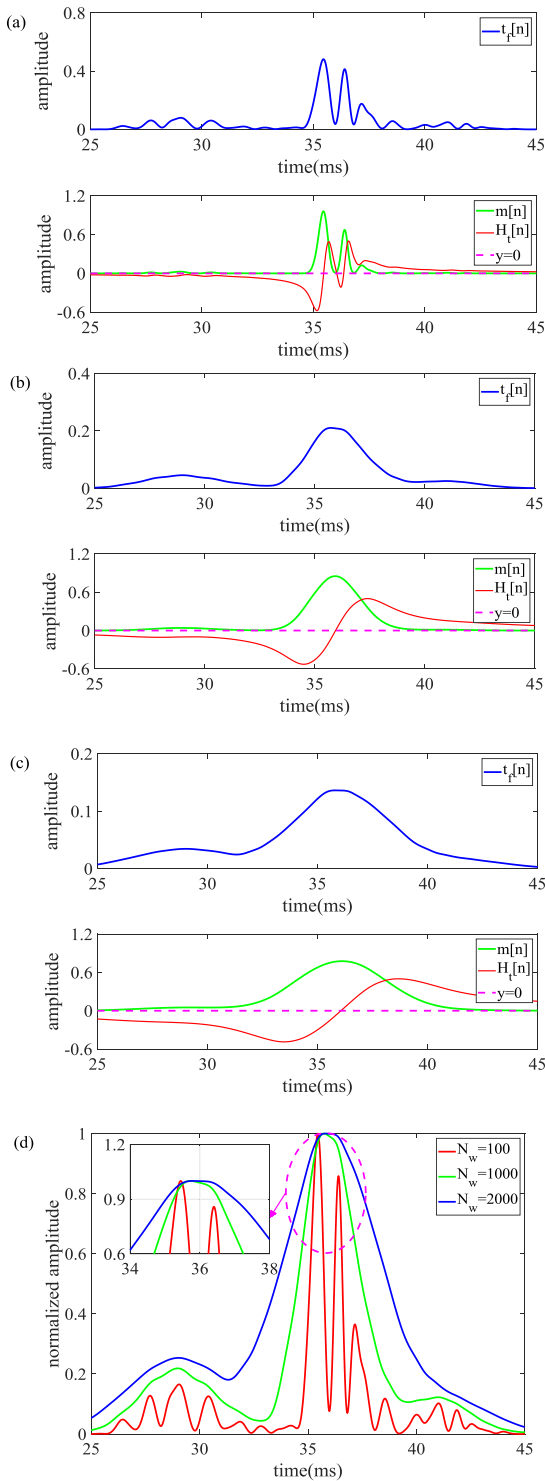 (a)
0.8
0.4
0
amplitude
t_f[n]
25 30 35 40 45
time(ms)
1.2
0.6
0
-0.6
amplitude
m[n]
H_t[n]
y=0
25 30 35 40 45
time(ms)
(b)
0.4
0.2
0
amplitude
t_f[n]
25 30 35 40 45
time(ms)
1.2
0.6
0
-0.6
amplitude
m[n]
H_t[n]
y=0
25 30 35 40 45
time(ms)
(c)
0.2
0.1
0
amplitude
t_f[n]
25 30 35 40 45
time(ms)
1.2
0.6
0
-0.6
amplitude
m[n]
H_t[n]
y=0
25 30 35 40 45
time(ms)
(d)
1
0.8
0.6
0.4
0.2
0
normalized amplitude
1.2
0.9
0.6
34 36 38
N_w=100
N_w=1000
N_w=2000
25 30 35 40 45
time(ms)